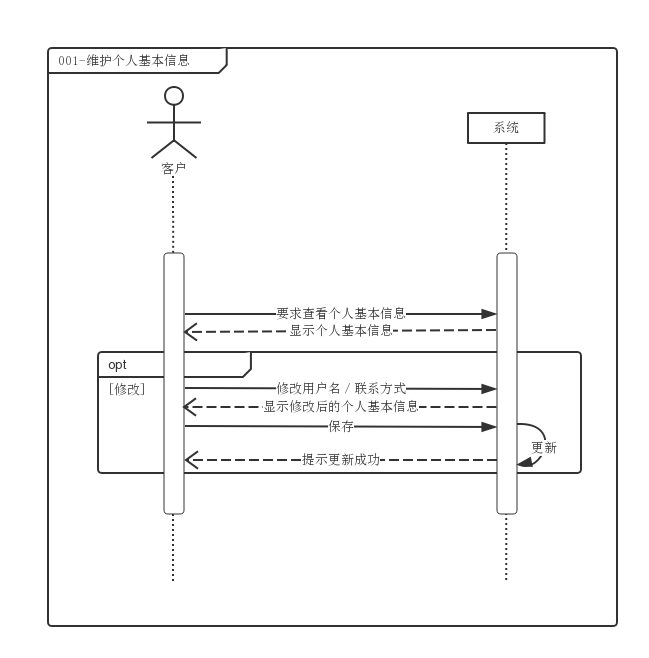 001-维护个人基本信息
系统
客户
要求查看个人基本信息
显示个人基本信息
opt
[修改]
修改用户名 / 联系方式
显示修改后的个人基本信息
保存
更新
提示更新成功